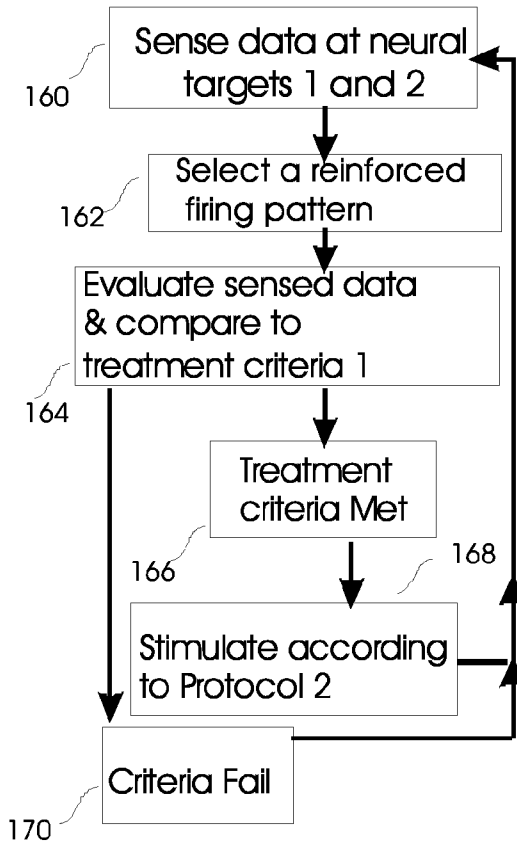 Sense data at neural
targets 1 and 2
160
Select a reinforced
firing pattern
162
Evaluate sensed data
& compare to
treatment criteria 1
164
Treatment
criteria Met
166
168
Stimulate according
to Protocol 2
Criteria Fail
170